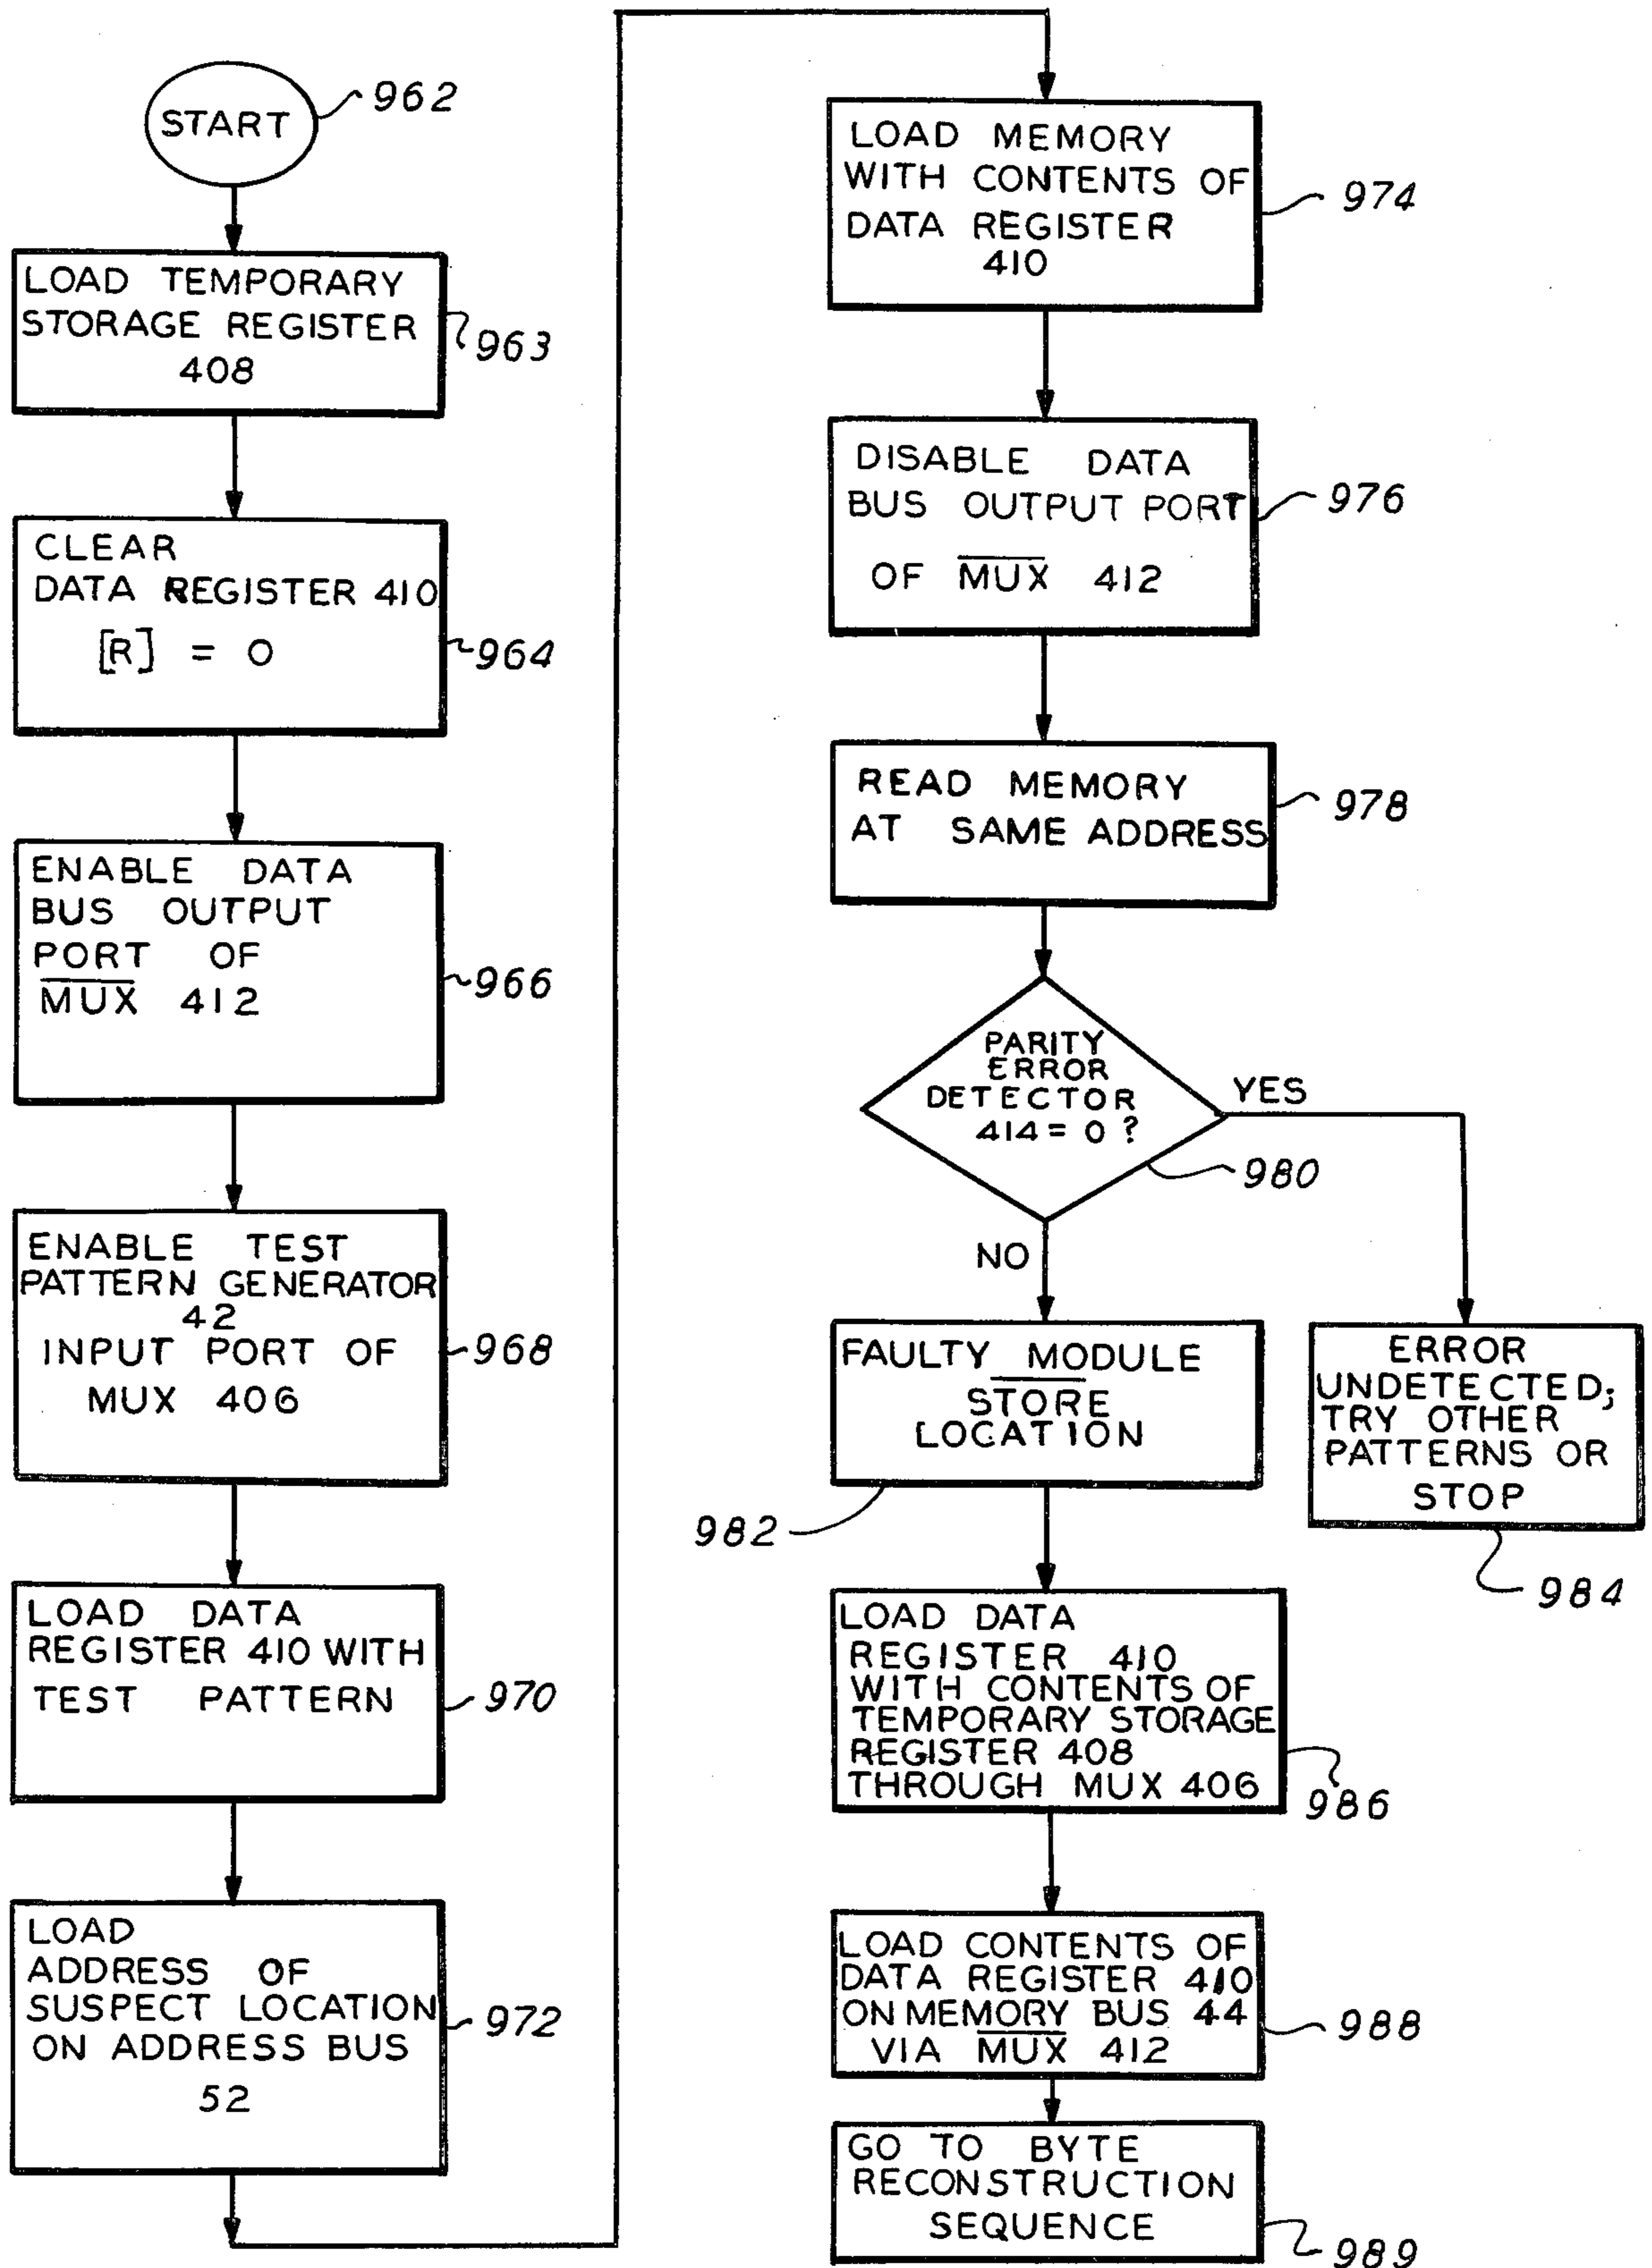 START
962
LOAD TEMPORARY
STORAGE REGISTER
408
963
CLEAR
DATA REGISTER 410
[R] = 0
964
ENABLE DATA
BUS OUTPUT
PORT OF
MUX 412
966
ENABLE TEST
PATTERN GENERATOR
42
INPUT PORT OF
MUX 406
968
LOAD DATA
REGISTER 410 WITH
TEST PATTERN
970
LOAD
ADDRESS OF
SUSPECT LOCATION
ON ADDRESS BUS
52
972
LOAD MEMORY
WITH CONTENTS OF
DATA REGISTER
410
974
DISABLE DATA
BUS OUTPUT PORT
OF MUX 412
976
READ MEMORY
AT SAME ADDRESS
978
PARITY
ERROR
DETECTOR
414 = 0 ?
980
YES
NO
FAULTY MODULE
STORE
LOCATION
982
ERROR
UNDETECTED;
TRY OTHER
PATTERNS OR
STOP
984
LOAD DATA
REGISTER 410
WITH CONTENTS OF
TEMPORARY STORAGE
REGISTER 408
THROUGH MUX 406
986
LOAD CONTENTS OF
DATA REGISTER 410
ON MEMORY BUS 44
VIA MUX 412
988
GO TO BYTE
RECONSTRUCTION
SEQUENCE
989